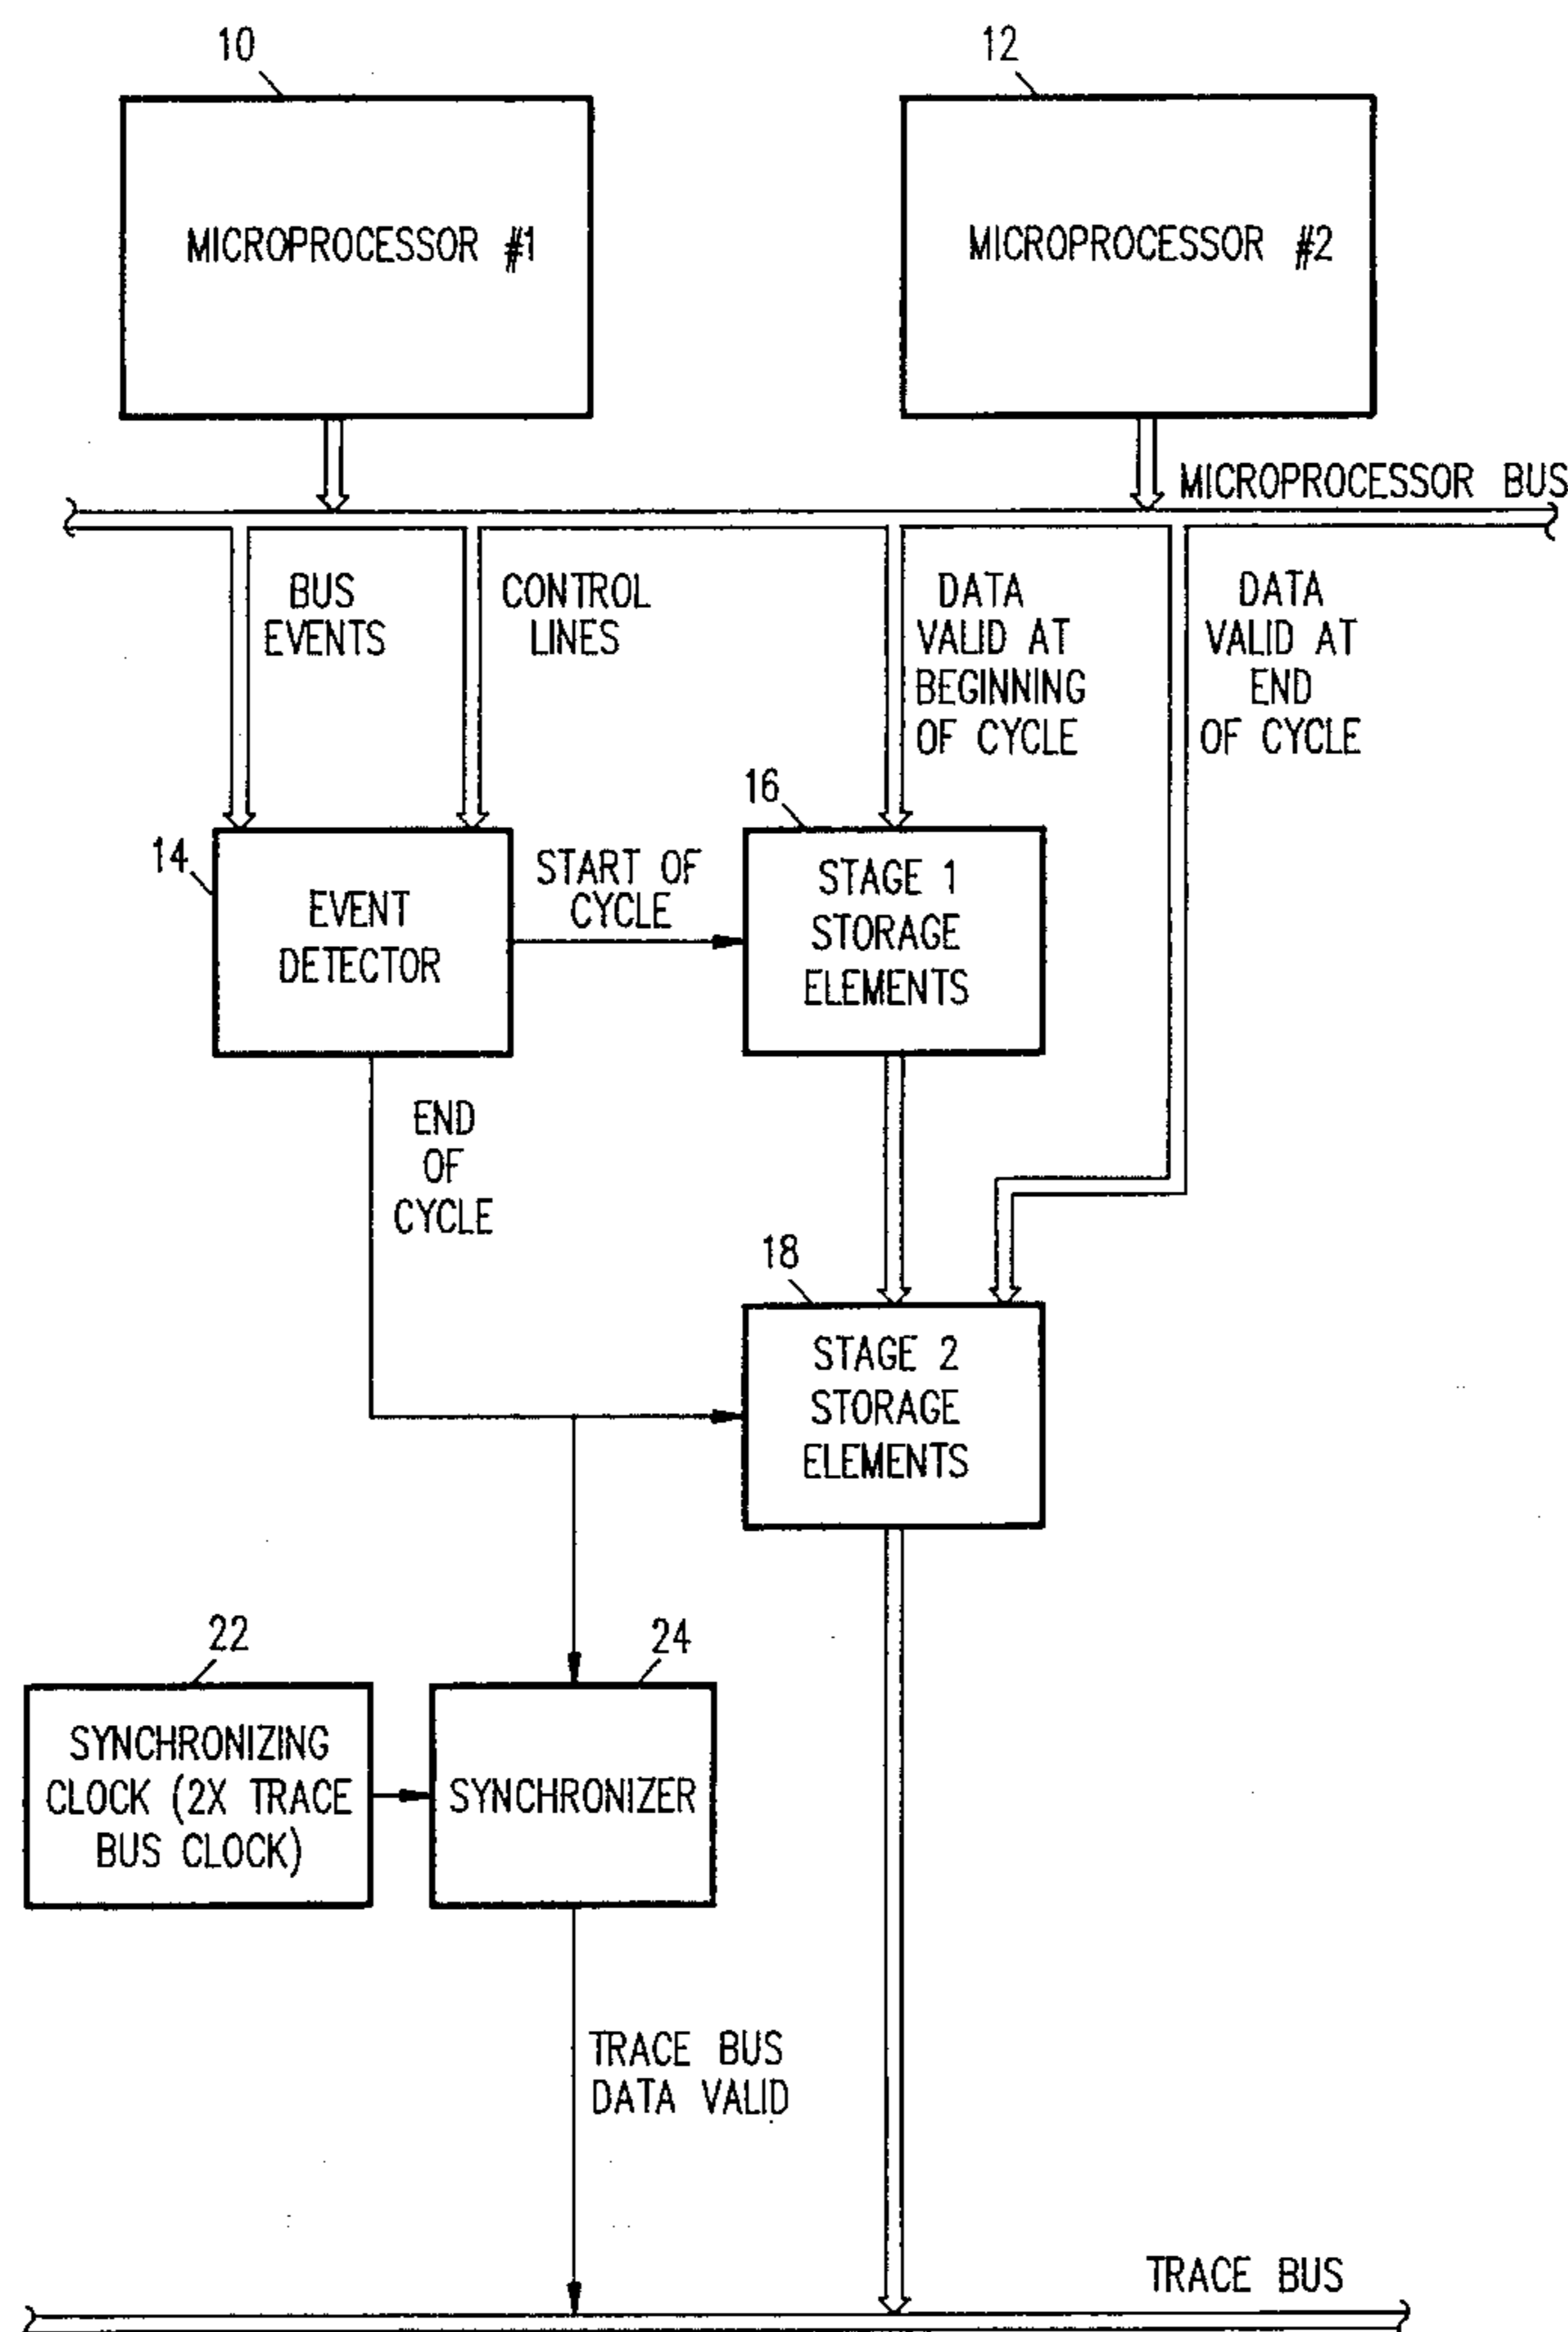 10
12
MICROPROCESSOR #1
MICROPROCESSOR #2
MICROPROCESSOR BUS
BUS
EVENTS
CONTROL
LINES
DATA
VALID AT
BEGINNING
OF CYCLE
DATA
VALID AT
END
OF CYCLE
14
EVENT
DETECTOR
START OF
CYCLE
16
STAGE 1
STORAGE
ELEMENTS
END
OF
CYCLE
18
STAGE 2
STORAGE
ELEMENTS
22
SYNCHRONIZING
CLOCK (2X TRACE
BUS CLOCK)
24
SYNCHRONIZER
TRACE BUS
DATA VALID
TRACE BUS